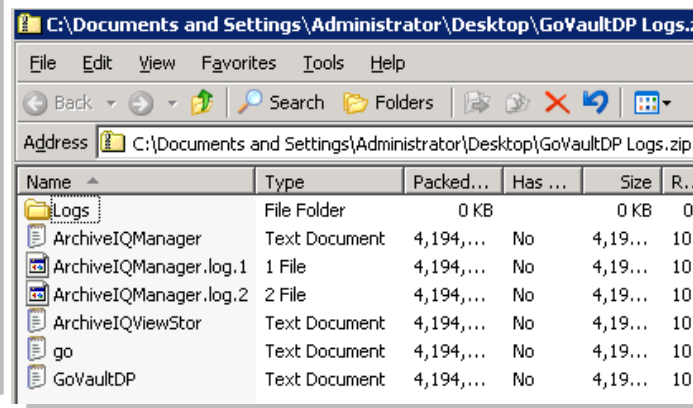 C:\Documents and Settings\Administrator\Desktop\GoVaultDP Logs.z
File Edit View Favorites Tools Help
Back Search Folders
Address C:\Documents and Settings\Administrator\Desktop\GoVaultDP Logs.zip
Name Type Packed... Has ... Size R...
Logs File Folder 0 KB 0 KB 0
ArchiveIQManager Text Document 4,194,... No 4,19... 10
ArchiveIQManager.log.1 1 File 4,194,... No 4,19... 10
ArchiveIQManager.log.2 2 File 4,194,... No 4,19... 10
ArchiveIQViewStor Text Document 4,194,... No 4,19... 10
go Text Document 4,194,... No 4,19... 10
GoVaultDP Text Document 4,194,... No 4,19... 10